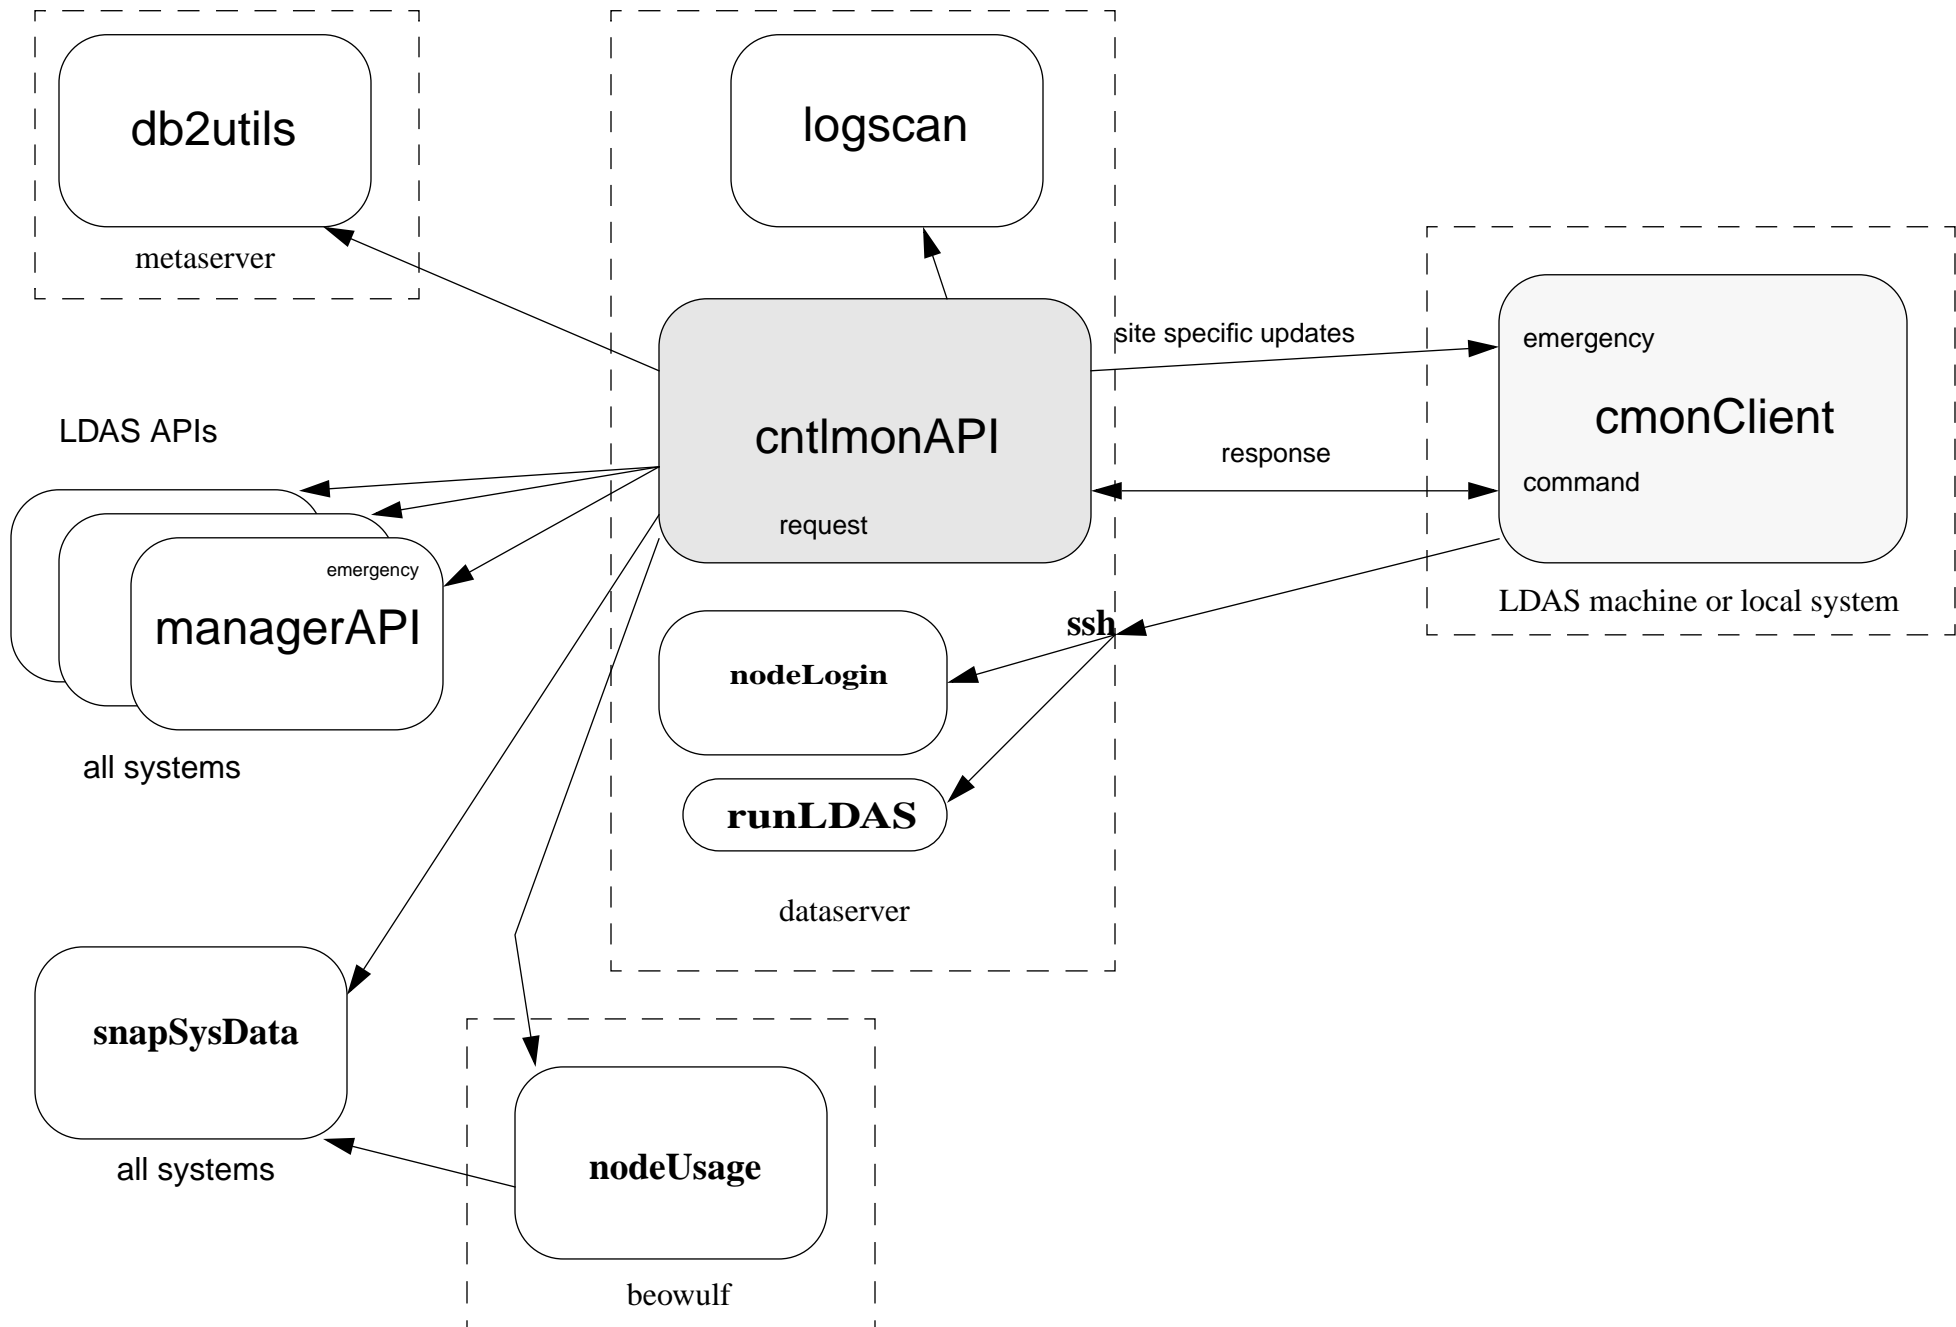 db2utils
metaserver
logscan
LDAS APIs
emergency
managerAPI
all systems
cntlmonAPI
request
site specific updates
response
emergency
cmonClient
command
LDAS machine or local system
ssh
nodeLogin
runLDAS
dataserver
snapSysData
all systems
nodeUsage
beowulf